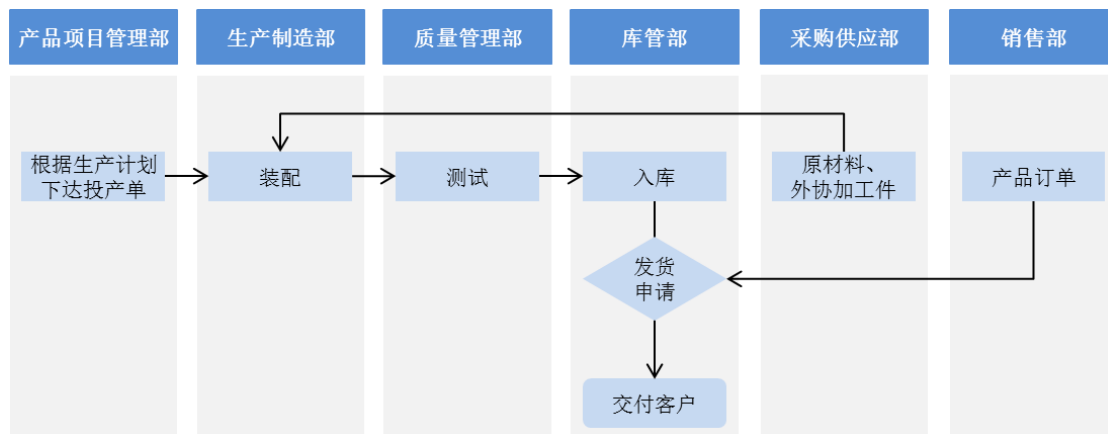 产品项目管理部
生产制造部
质量管理部
库管部
采购供应部
销售部
根据生产计划
下达投产单
装配
测试
入库
原材料、
外协加工件
产品订单
发货
申请
交付客户